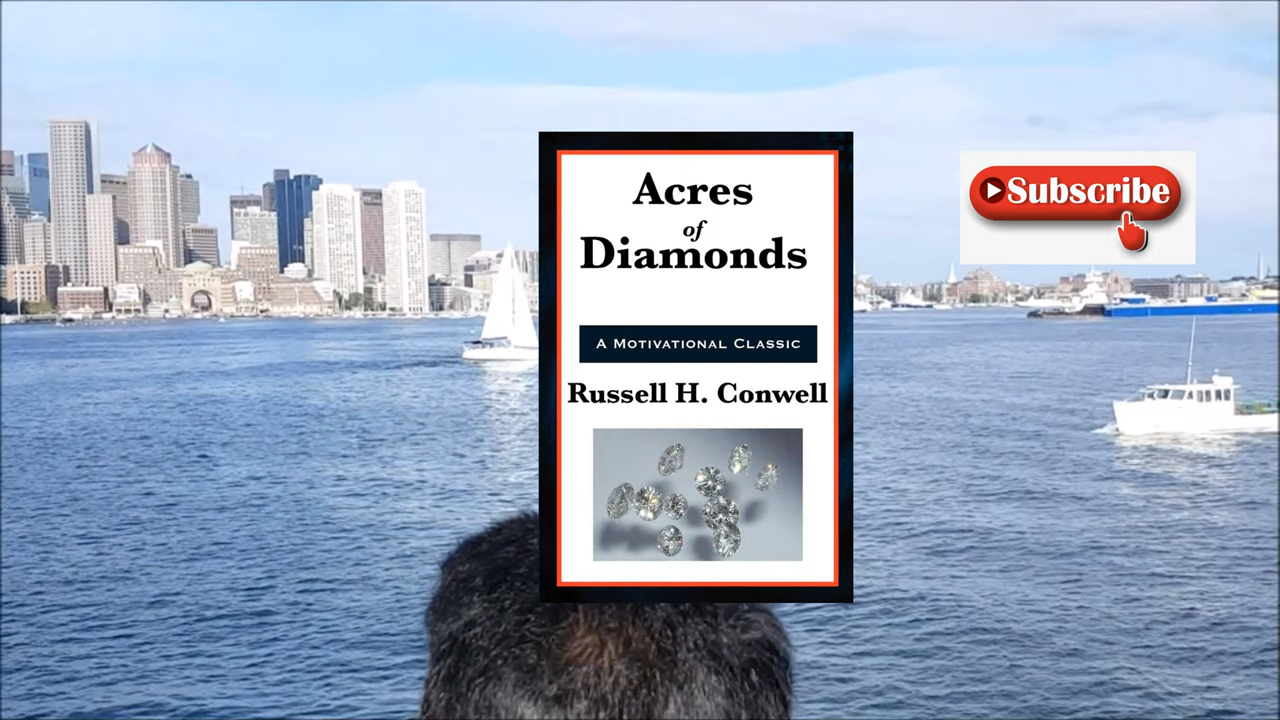 Acres
of
Diamonds
A Motivational Classic
Russell H. Conwell
Subscribe